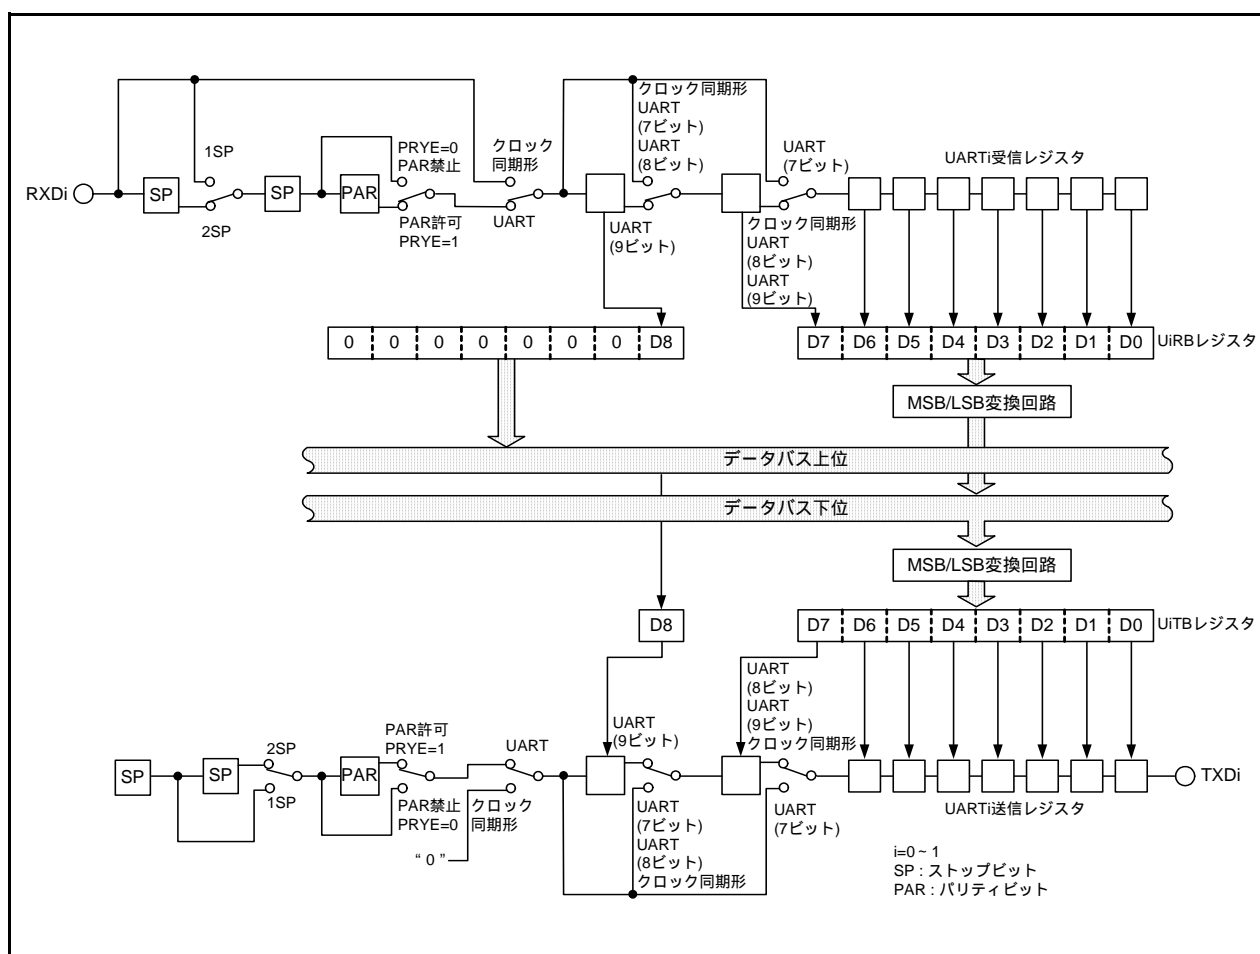 クロック同期形
UART
(7ビット)
UART
(8ビット)
1SP
PRYE=0
PAR禁止
クロック
同期形
UART
(7ビット)
UARTi受信レジスタ
RXDi
SP
SP
PAR
2SP
PAR許可
PRYE=1
UART
UART
(9ビット)
クロック同期形
UART
(8ビット)
UART
(9ビット)
0 0 0 0 0 0 0 D8
D7 D6 D5 D4 D3 D2 D1 D0
UiRBレジスタ
MSB/LSB変換回路
データバス上位
データバス下位
MSB/LSB変換回路
D8
D7 D6 D5 D4 D3 D2 D1 D0
UiTBレジスタ
UART
(8ビット)
UART
(9ビット)
クロック同期形
UART
(9ビット)
PAR許可
PRYE=1
UART
2SP
SP
SP
PAR
TXDi
1SP
PAR禁止
PRYE=0
クロック
同期形
“ 0 ”
UART
(7ビット)
UART
(8ビット)
クロック同期形
UART
(7ビット)
UARTi送信レジスタ
i=0~1
SP : ストップビット
PAR : パリティビット